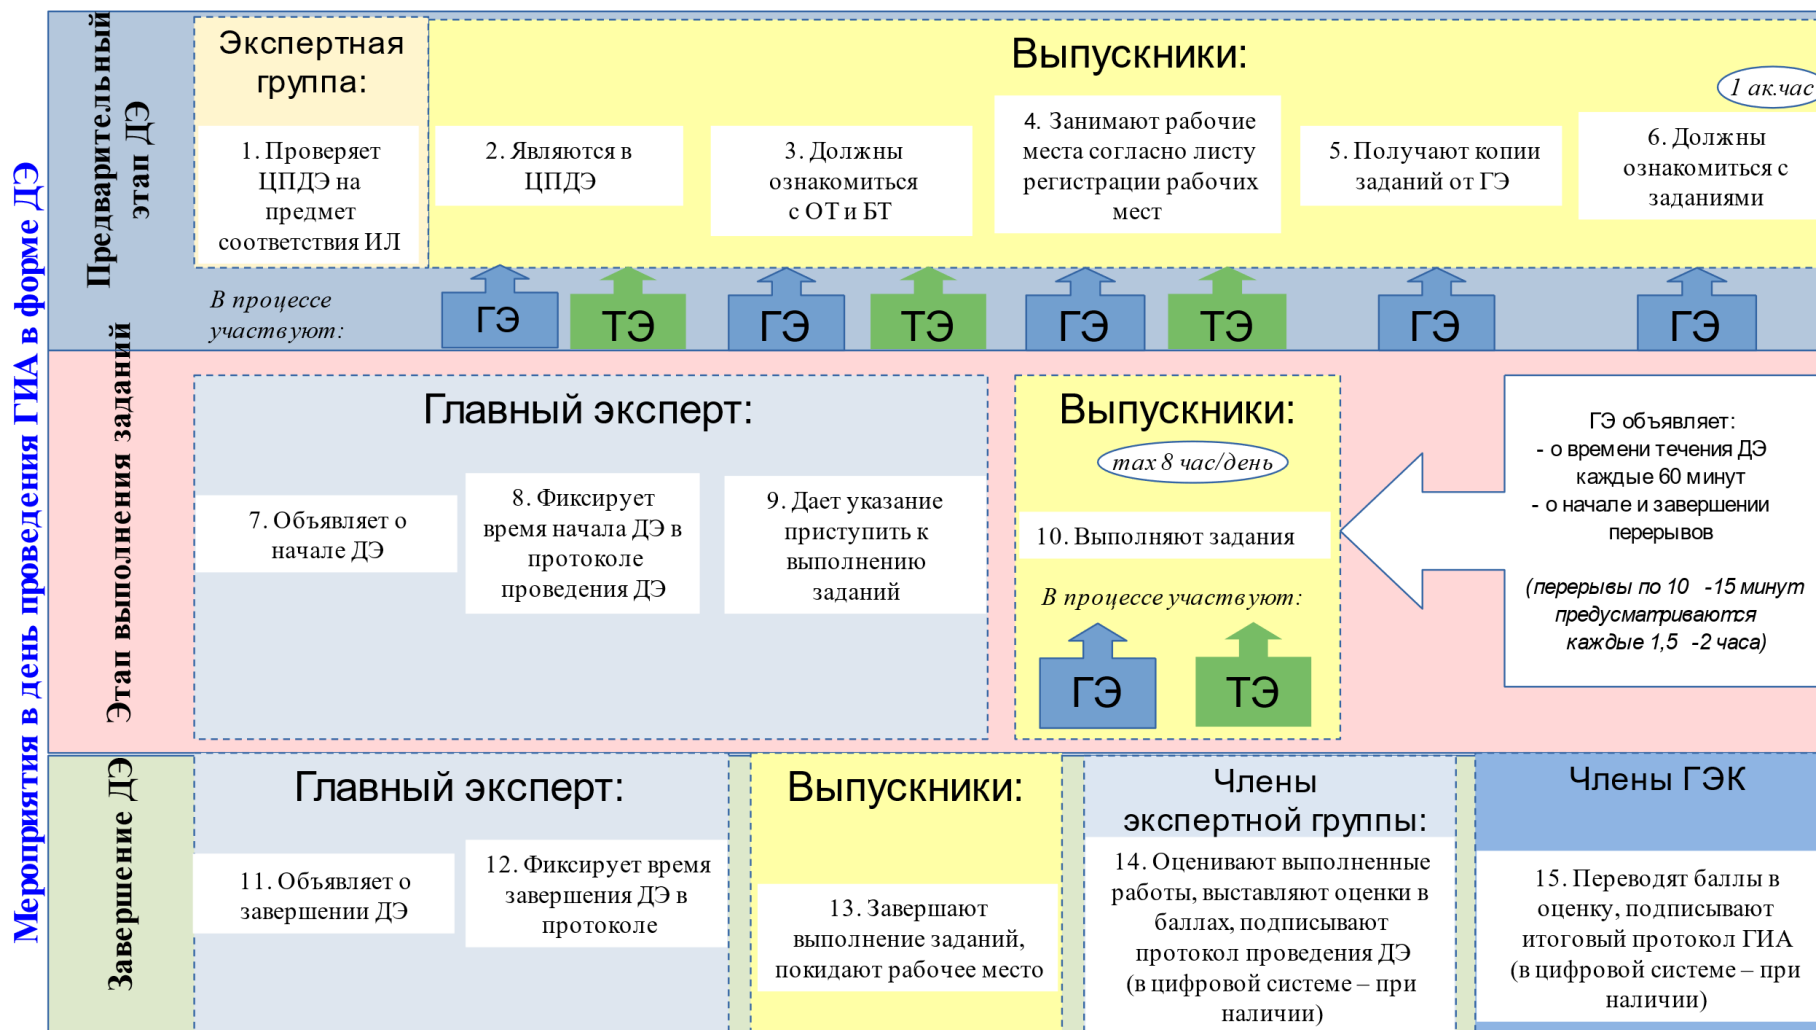 Мероприятия в день проведения ГИА в форме ДЭ
Предварительный
этап ДЭ
Экспертная
группа:
1. Проверяет
ЦПДЭ на
предмет
соответствия ИЛ
Выпускники:
1 ак.час
2. Являются в
ЦПДЭ
3. Должны
ознакомиться
с ОТ и БТ
4. Занимают рабочие
места согласно листу
регистрации рабочих
мест
5. Получают копии
заданий от ГЭ
6. Должны
ознакомиться с
заданиями
В процессе
участвуют:
ГЭ
ТЭ
ГЭ
ТЭ
ГЭ
ТЭ
ГЭ
ГЭ
Этап выполнения заданий
Главный эксперт:
7. Объявляет о
начале ДЭ
8. Фиксирует
время начала ДЭ в
протоколе
проведения ДЭ
9. Дает указание
приступить к
выполнению
заданий
Выпускники:
max 8 час/день
10. Выполняют задания
В процессе участвуют:
ГЭ
ТЭ
ГЭ объявляет:
- о времени течения ДЭ
каждые 60 минут
- о начале и завершении
перерывов
(перерывы по 10 -15 минут
предусматриваются
каждые 1,5 -2 часа)
Завершение ДЭ
Главный эксперт:
11. Объявляет о
завершении ДЭ
12. Фиксирует время
завершения ДЭ в
протоколе
Выпускники:
13. Завершают
выполнение заданий,
покидают рабочее место
Члены
экспертной группы:
14. Оценивают выполненные
работы, выставляют оценки в
баллах, подписывают
протокол проведения ДЭ
(в цифровой системе – при
наличии)
Члены ГЭК
15. Переводят баллы в
оценку, подписывают
итоговый протокол ГИА
(в цифровой системе – при
наличии)